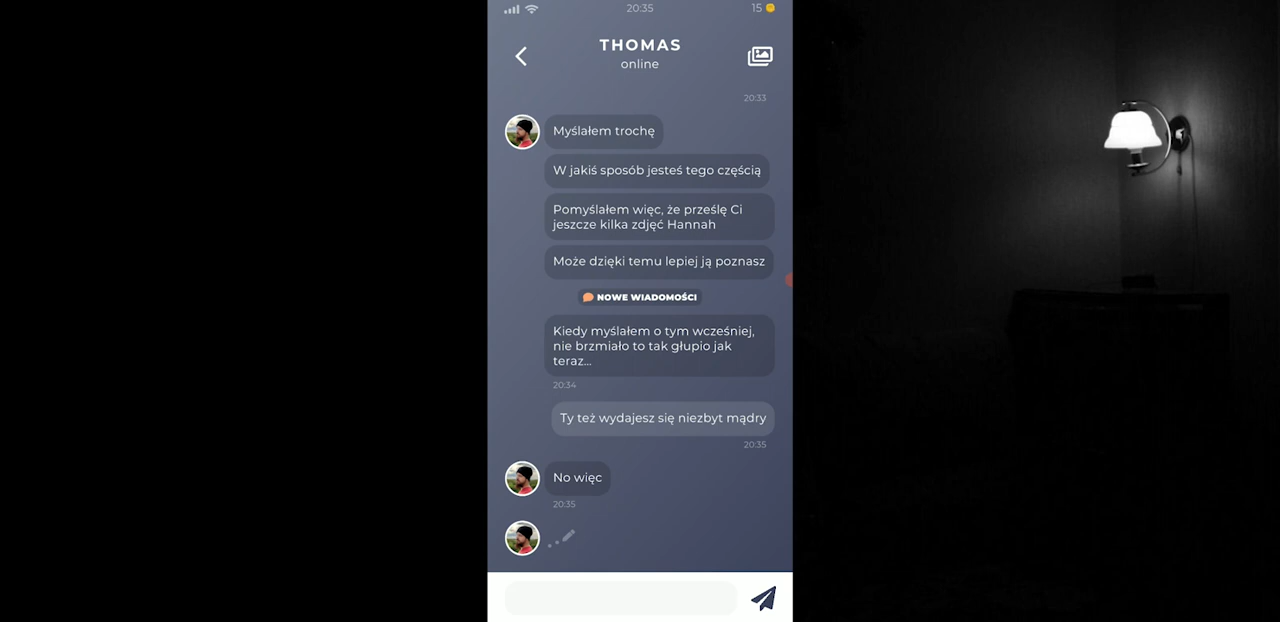 20:35
15
THOMAS
online
20:33
Myślałem trochę
W jakiś sposób jesteś tego częścią
Pomyślałem więc, że prześlę Ci
jeszcze kilka zdjęć Hannah
Może dzięki temu lepiej ją poznasz
NOWE WIADOMOŚCI
Kiedy myślałem o tym wcześniej,
nie brzmiało to tak głupio jak
teraz...
20:34
Ty też wydajesz się niezbyt mądry
20:35
No więc
20:35